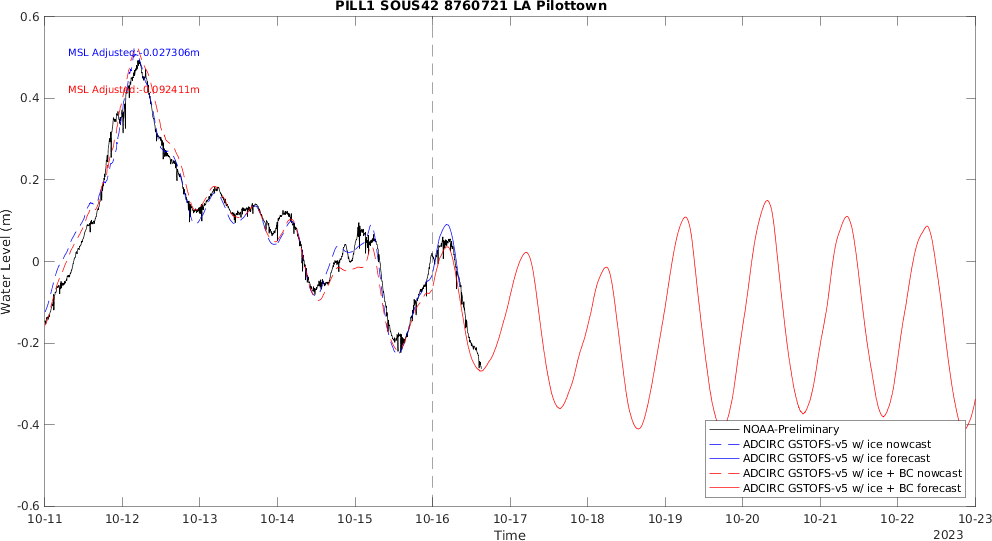 PILL1 SOUS42 8760721 LA Pilottown
MSL Adjusted:-0.027306m
MSL Adjusted:-0.092411m
Water Level (m)
0.6
0.4
0.2
0
-0.2
-0.4
-0.6
NOAA-Preliminary
ADCIRC GSTOFS-v5 w/ ice nowcast
ADCIRC GSTOFS-v5 w/ ice forecast
ADCIRC GSTOFS-v5 w/ ice + BC nowcast
ADCIRC GSTOFS-v5 w/ ice + BC forecast
10-11 10-12 10-13 10-14 10-15 10-16 10-17 10-18 10-19 10-20 10-21 10-22 10-23
Time
2023